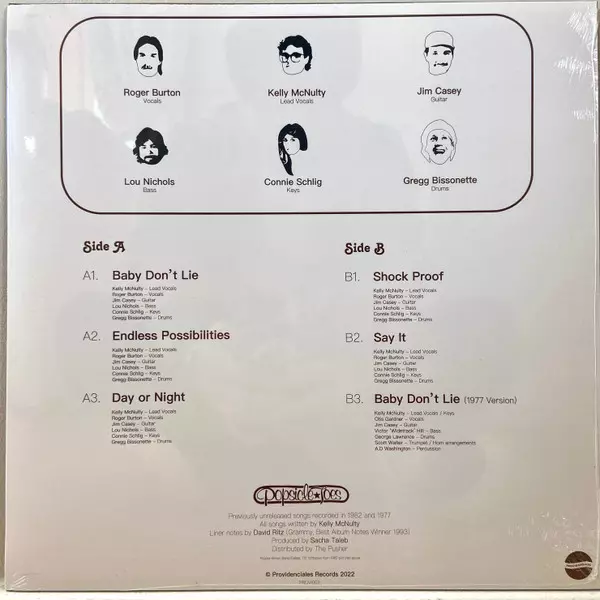 Roger Burton
Vocals
Kelly McNulty
Lead Vocals
Jim Casey
Guitar
Lou Nichols
Bass
Connie Schlig
Keys
Gregg Bissonette
Drums
Side A
A1. Baby Don't Lie
Kelly McNulty – Lead Vocals
Roger Burton – Vocals
Jim Casey – Guitar
Lou Nichols – Bass
Connie Schlig – Keys
Gregg Bissonette – Drums
A2. Endless Possibilities
Kelly McNulty – Lead Vocals
Roger Burton – Vocals
Jim Casey – Guitar
Lou Nichols – Bass
Connie Schlig – Keys
Gregg Bissonette – Drums
A3. Day or Night
Kelly McNulty – Lead Vocals
Roger Burton – Vocals
Jim Casey – Guitar
Lou Nichols – Bass
Connie Schlig – Keys
Gregg Bissonette – Drums
Side B
B1. Shock Proof
Kelly McNulty – Lead Vocals
Roger Burton – Vocals
Jim Casey – Guitar
Lou Nichols – Bass
Connie Schlig – Keys
Gregg Bissonette – Drums
B2. Say It
Kelly McNulty – Lead Vocals
Roger Burton – Vocals
Jim Casey – Guitar
Lou Nichols – Bass
Connie Schlig – Keys
Gregg Bissonette – Drums
B3. Baby Don't Lie (1977 Version)
Kelly McNulty – Lead Vocals / Keys
Otis Gardner – Vocals
Jim Casey – Guitar
Victor "Widetrack" Hill – Bass
George Lawrence – Drums
Scott Walter – Trumpet / Horn arrangements
A.D Washington – Percussion
Popsicle Toes
Previously unreleased songs recorded in 1982 and 1977
All songs written by Kelly McNulty
Liner notes by David Ritz (Grammy, Best Album Notes Winner 1993)
Produced by Sacha Taleb
Distributed by The Pusher
© Providenciales Records 2022